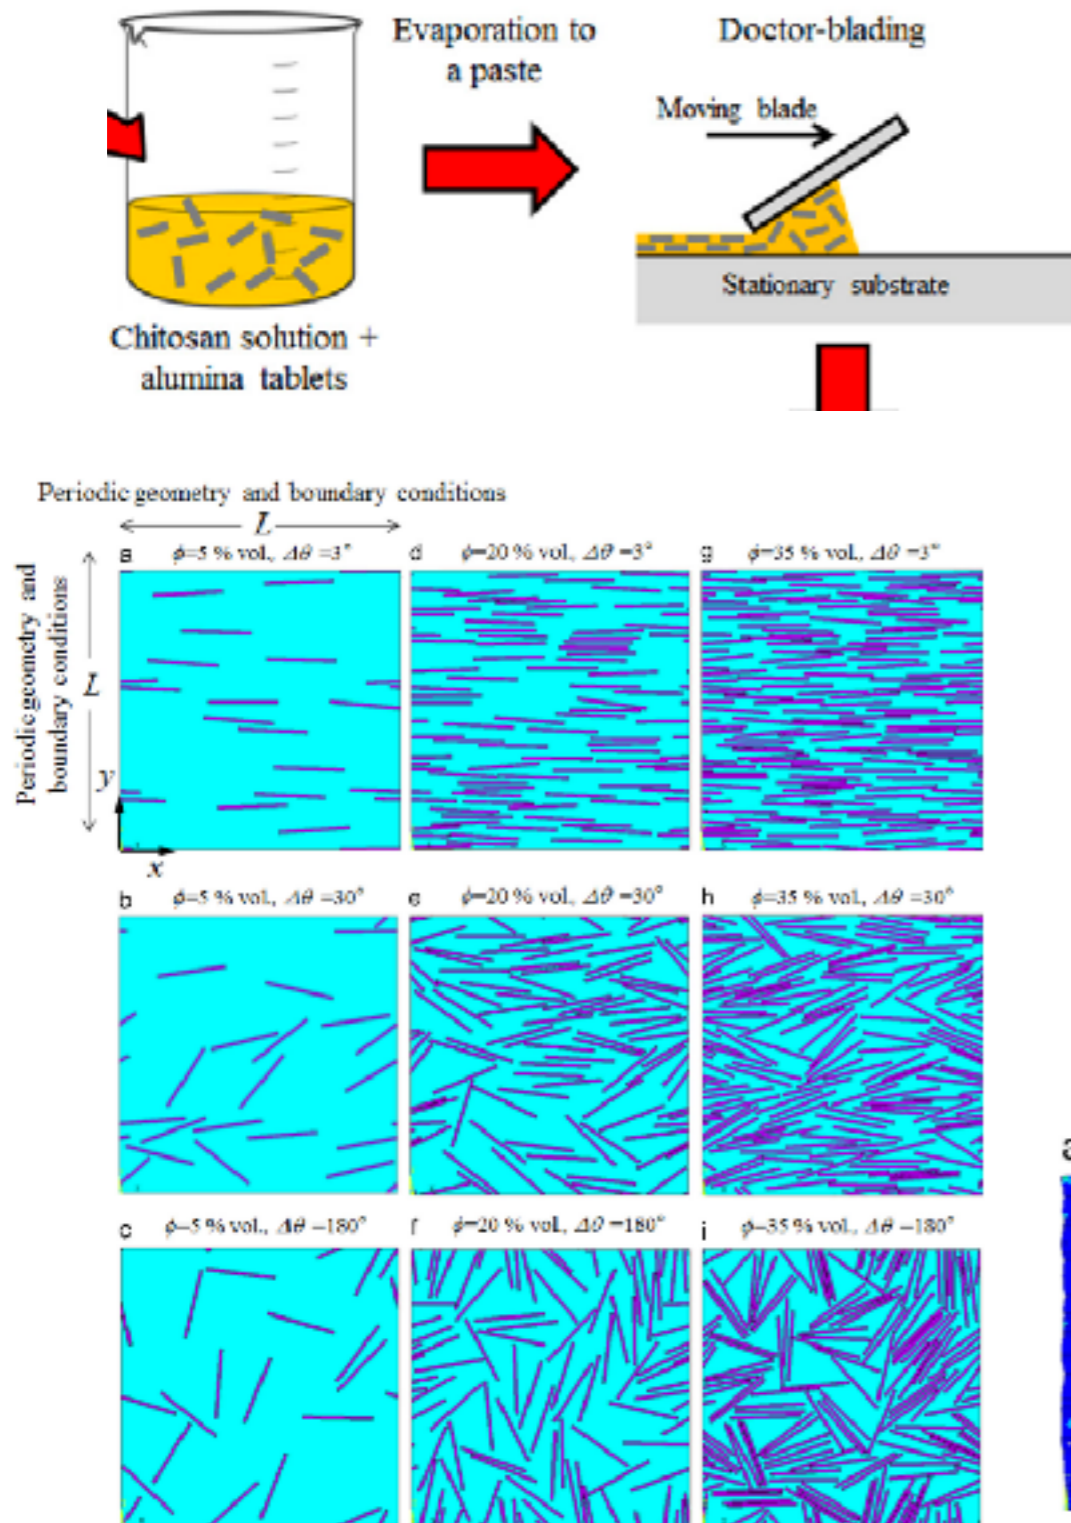 Evaporation to
a paste
Doctor-blading
Moving blade
Stationary substrate
Chitosan solution +
alumina tablets
Periodic geometry and boundary conditions
L
Periodic geometry and
boundary conditions
L
y
x
a ϕ=5 % vol., Δθ =3°
d ϕ=20 % vol., Δθ =3°
g ϕ=35 % vol., Δθ =3°
b ϕ=5 % vol., Δθ =30°
e ϕ=20 % vol., Δθ =30°
h ϕ=35 % vol., Δθ =30°
c ϕ=5 % vol., Δθ =180°
f ϕ=20 % vol., Δθ =180°
i ϕ=35 % vol., Δθ =180°